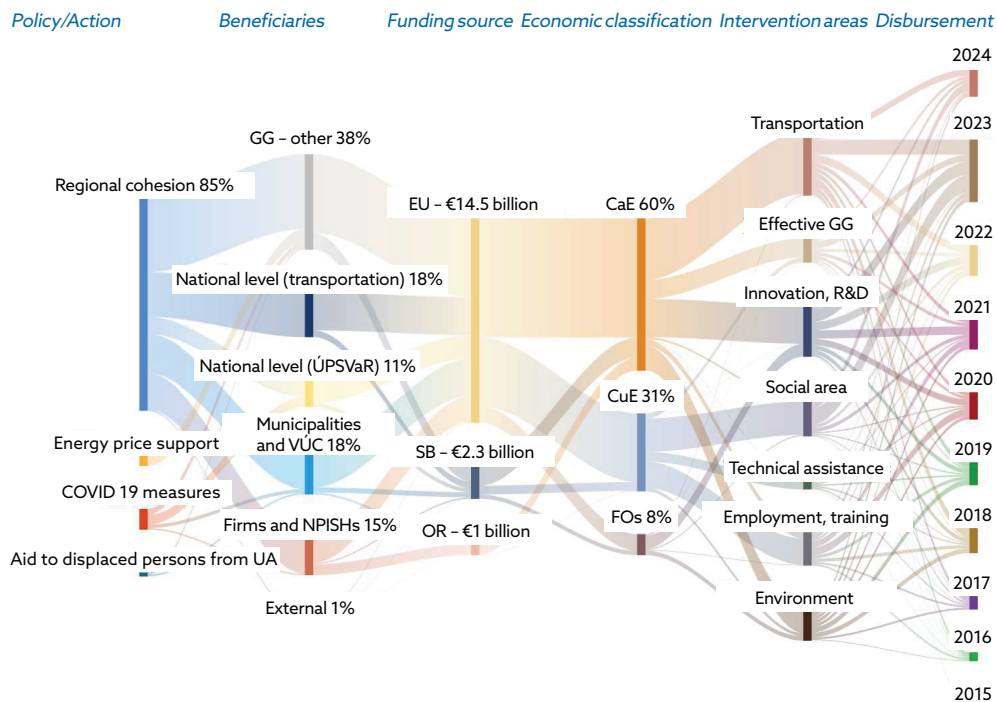 Policy/Action
Beneficiaries
Funding source
Economic classification
Intervention areas
Disbursement
Regional cohesion 85%
Energy price support
COVID 19 measures
Aid to displaced persons from UA
GG – other 38%
National level (transportation) 18%
National level (ÚPSVaR) 11%
Municipalities
and VÚC 18%
Firms and NPISHs 15%
External 1%
EU – €14.5 billion
SB – €2.3 billion
OR – €1 billion
CaE 60%
CuE 31%
FOs 8%
Transportation
Effective GG
Innovation, R&D
Social area
Technical assistance
Employment, training
Environment
2024
2023
2022
2021
2020
2019
2018
2017
2016
2015